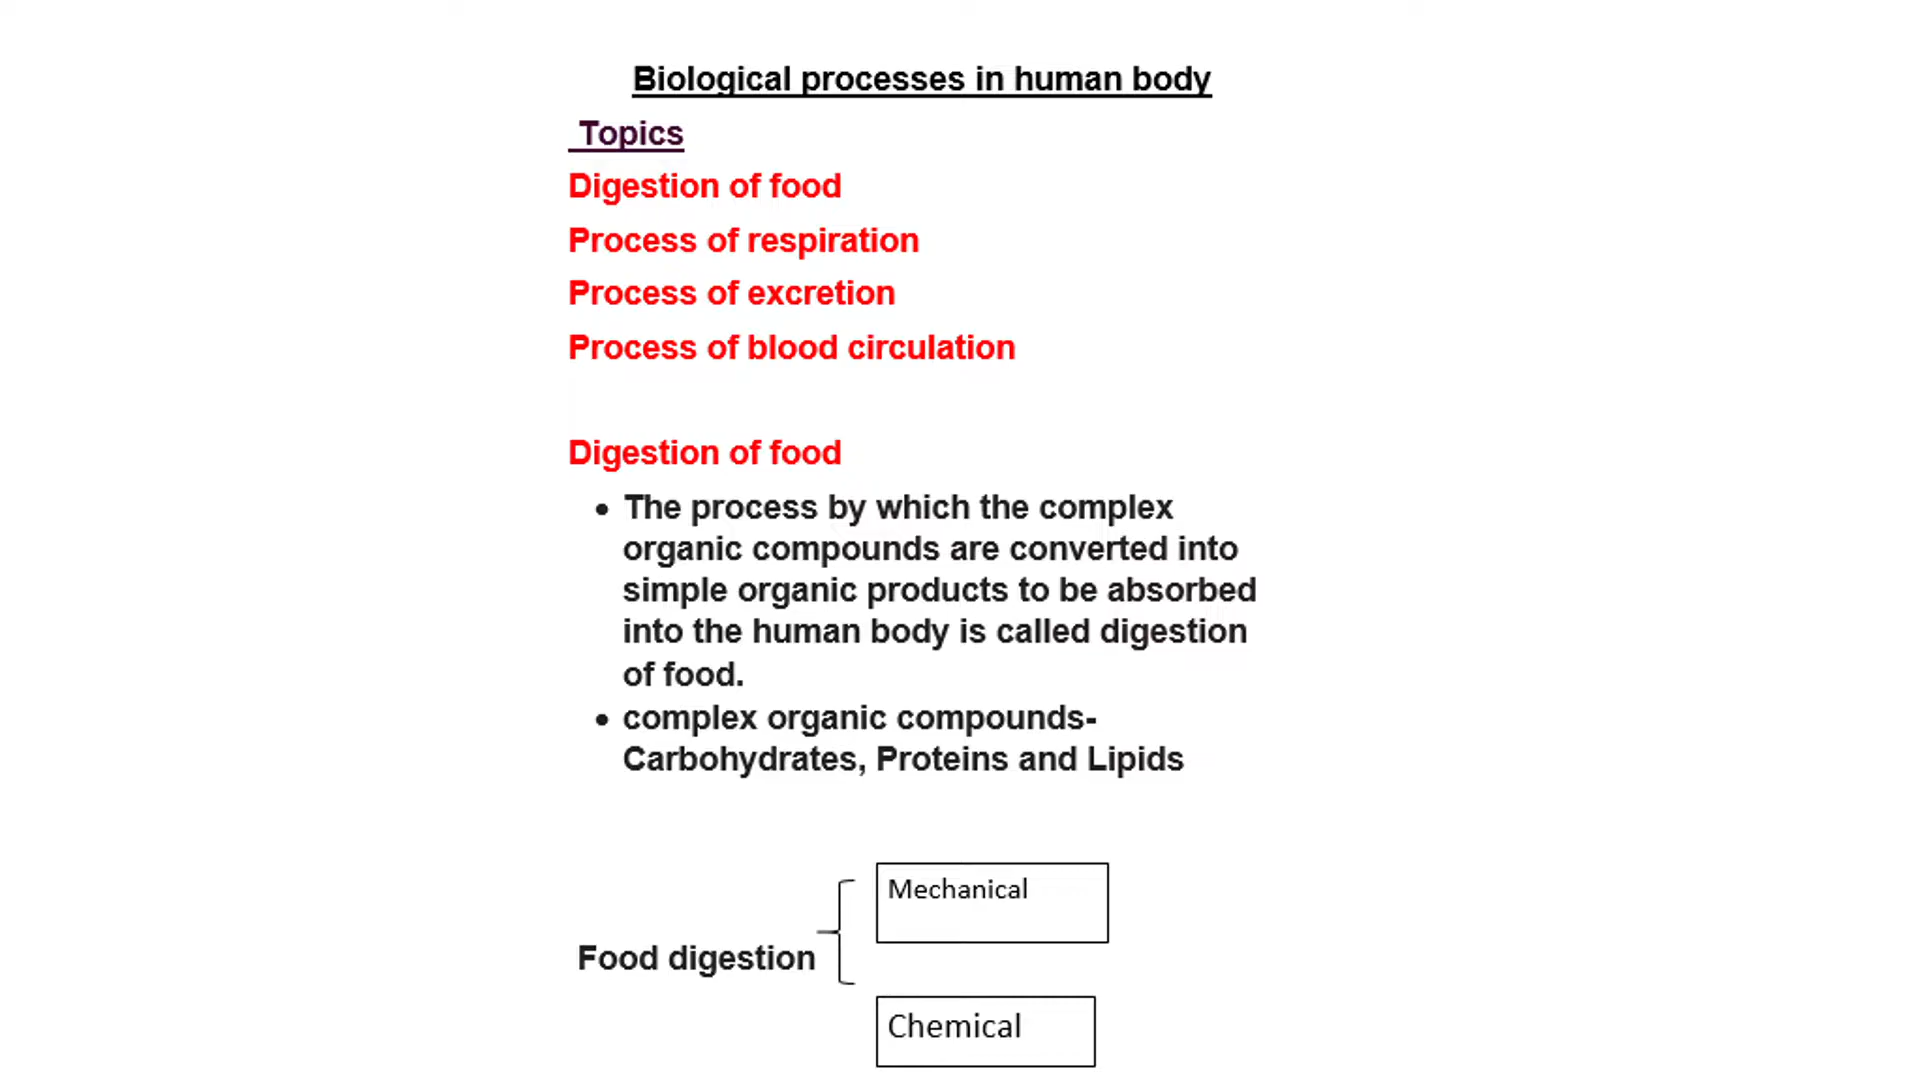 Biological processes in human body
Topics
Digestion of food
Process of respiration
Process of excretion
Process of blood circulation
Digestion of food
• The process by which the complex
organic compounds are converted into
simple organic products to be absorbed
into the human body is called digestion
of food.
• complex organic compounds-
Carbohydrates, Proteins and Lipids
Mechanical
Food digestion
Chemical